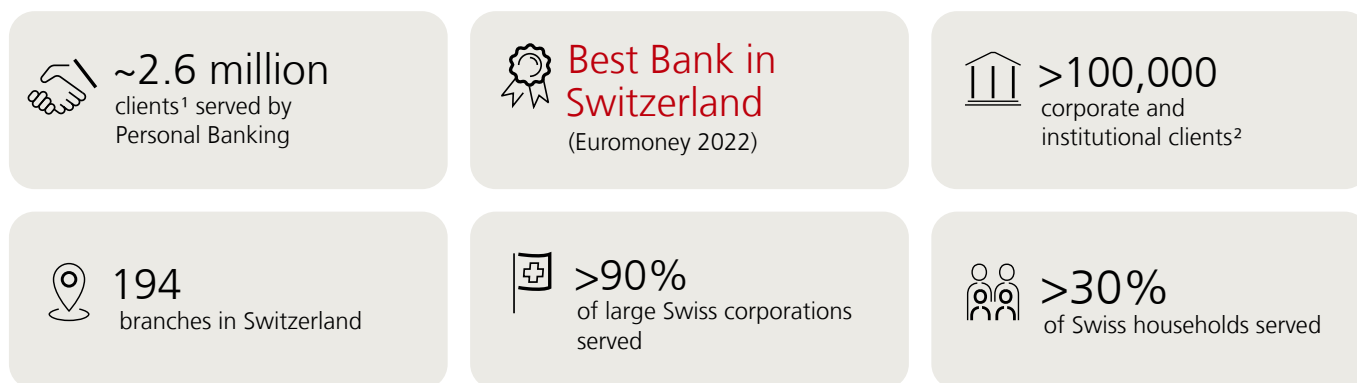 ~2.6 million
clients¹ served by
Personal Banking
Best Bank in
Switzerland
(Euromoney 2022)
>100,000
corporate and
institutional clients²
194
branches in Switzerland
>90%
of large Swiss corporations
served
>30%
of Swiss households served